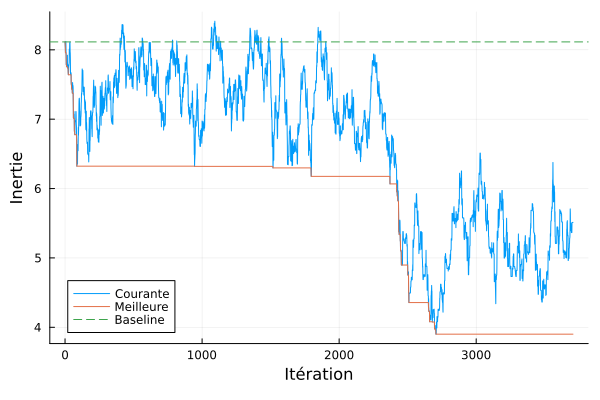 8
7
6
5
4
Inertie
Courante
Meilleure
Baseline
0 1000 2000 3000
Itération